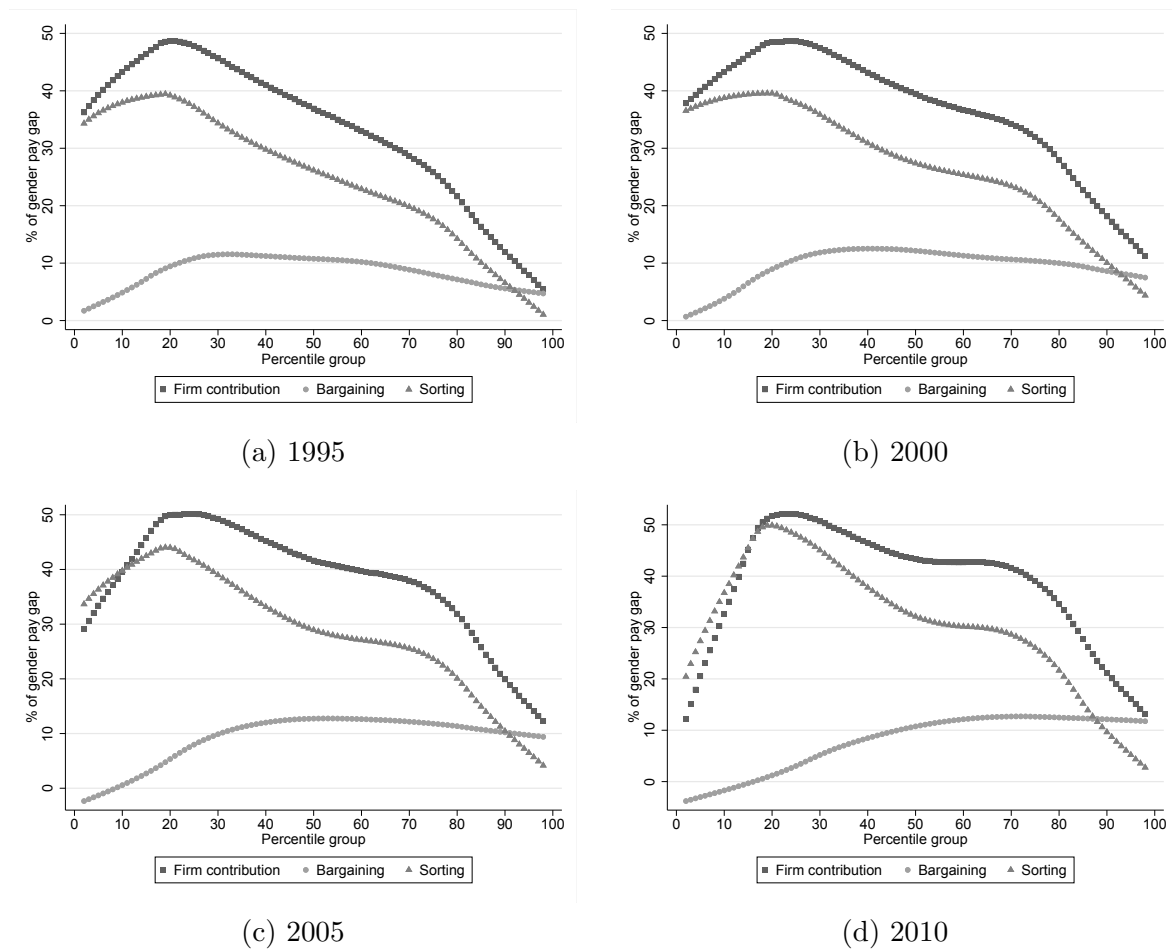 % of gender pay gap
50
40
30
20
10
0
0 10 20 30 40 50 60 70 80 90 100
Percentile group
Firm contribution Bargaining Sorting
(a) 1995
% of gender pay gap
50
40
30
20
10
0
0 10 20 30 40 50 60 70 80 90 100
Percentile group
Firm contribution Bargaining Sorting
(b) 2000
% of gender pay gap
50
40
30
20
10
0
0 10 20 30 40 50 60 70 80 90 100
Percentile group
Firm contribution Bargaining Sorting
(c) 2005
% of gender pay gap
50
40
30
20
10
0
0 10 20 30 40 50 60 70 80 90 100
Percentile group
Firm contribution Bargaining Sorting
(d) 2010